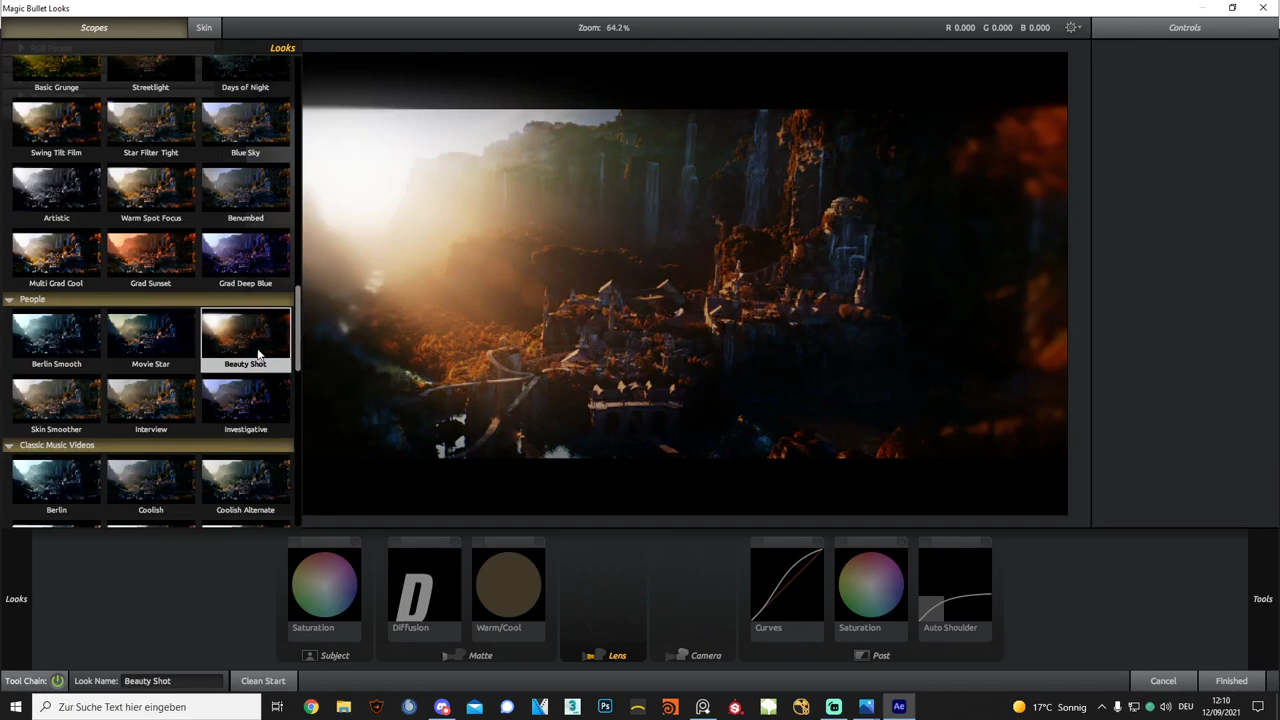 Magic Bullet Looks
Scopes
Skin
Zoom: 64.2%
R 0.000 G 0.000 B 0.000
Controls
RGB Parade
Looks
Basic Grunge
Streetlight
Days of Night
Swing Tilt Film
Star Filter Tight
Blue Sky
Artistic
Warm Spot Focus
Benumbed
Multi Grad Cool
Grad Sunset
Grad Deep Blue
People
Berlin Smooth
Movie Star
Beauty Shot
Skin Smoother
Interview
Investigative
Classic Music Videos
Berlin
Coolish
Coolish Alternate
D
Looks
Saturation
Diffusion
Warm/Cool
Curves
Saturation
Auto Shoulder
Tools
Subject
Matte
Lens
Camera
Post
Tool Chain:
Look Name: Beauty Shot
Clean Start
Cancel
Finished
Zur Suche Text hier eingeben
Ps
Ae
17°C Sonnig
DEU
12:10
12/09/2021